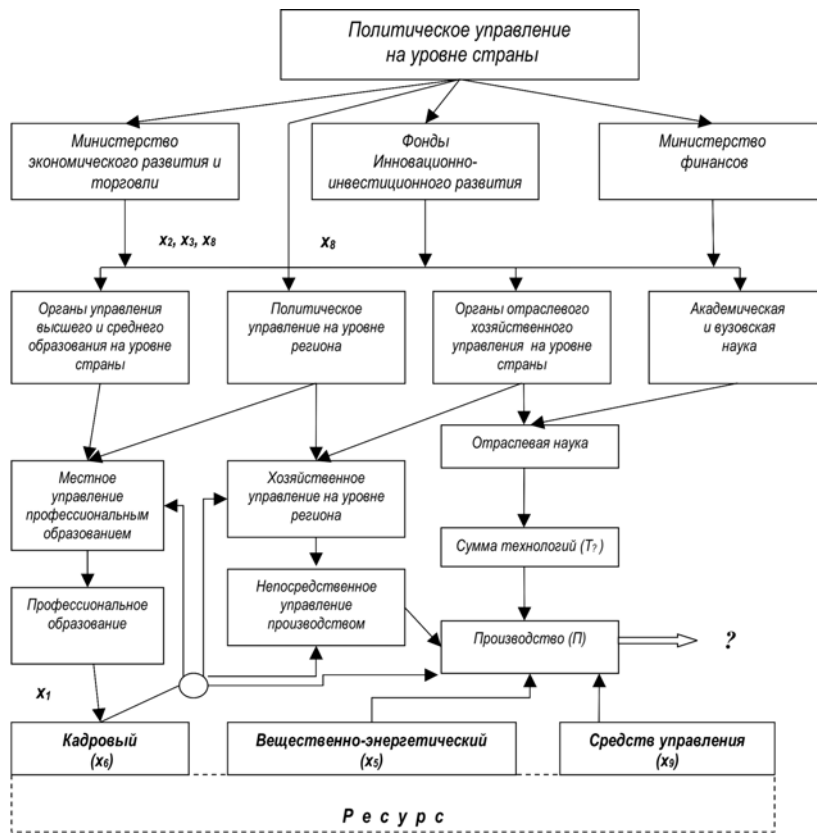 Политическое управление
на уровне страны
Министерство
экономического развития и
торговли
Фонды
Инновационно-
инвестиционного развития
Министерство
финансов
x2, x3, x8
x8
Органы управления
высшего и среднего
образования на уровне
страны
Политическое
управление на уровне
региона
Органы отраслевого
хозяйственного
управления на уровне
страны
Академическая
и вузовская
наука
Местное
управление
профессиональным
образованием
Хозяйственное
управление на уровне
региона
Отраслевая наука
Сумма технологий (T?)
Профессиональное
образование
Непосредственное
управление
производством
Производство (П)
?
x1
Кадровый
(x6)
Вещественно-энергетический
(x5)
Средств управления
(x9)
Ресурс